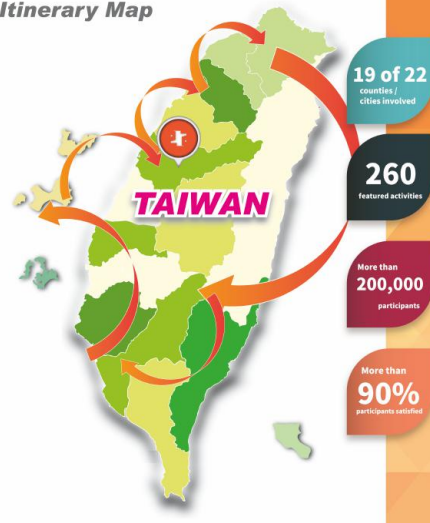 Itinerary Map
TAIWAN
19 of 22
counties /
cities involved
260
featured activities
More than
200,000
participants
More than
90%
participants satisfied